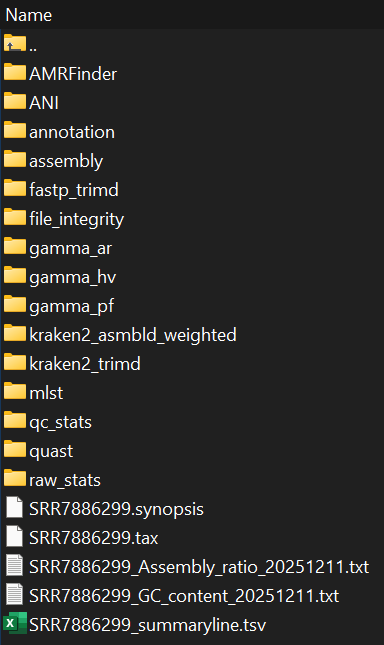 Name
..
AMRFinder
ANI
annotation
assembly
fastp_trimd
file_integrity
gamma_ar
gamma_hv
gamma_pf
kraken2_asmbld_weighted
kraken2_trimd
mlst
qc_stats
quast
raw_stats
SRR7886299.synopsis
SRR7886299.tax
SRR7886299_Assembly_ratio_20251211.txt
SRR7886299_GC_content_20251211.txt
SRR7886299_summaryline.tsv